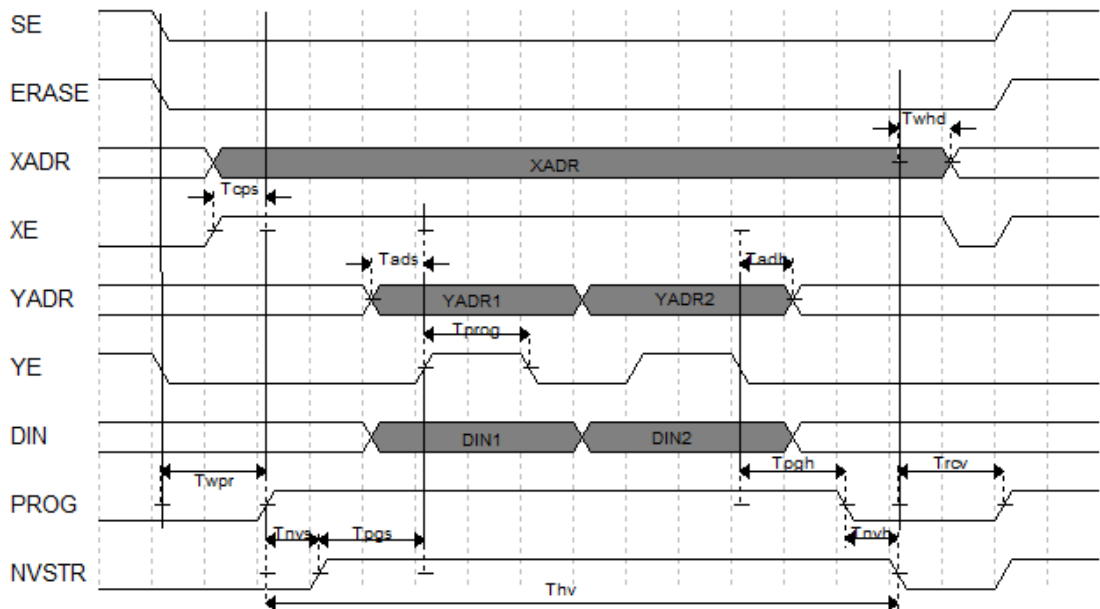 SE
ERASE
Twhd
XADR
XADR
Tcps
XE
Tads
Tadh
YADR
YADR1
YADR2
Tprog
YE
DIN
DIN1
DIN2
Twpr
Tpgh
Trcv
PROG
Tnvs
Tpgs
Tnvh
NVSTR
Thv